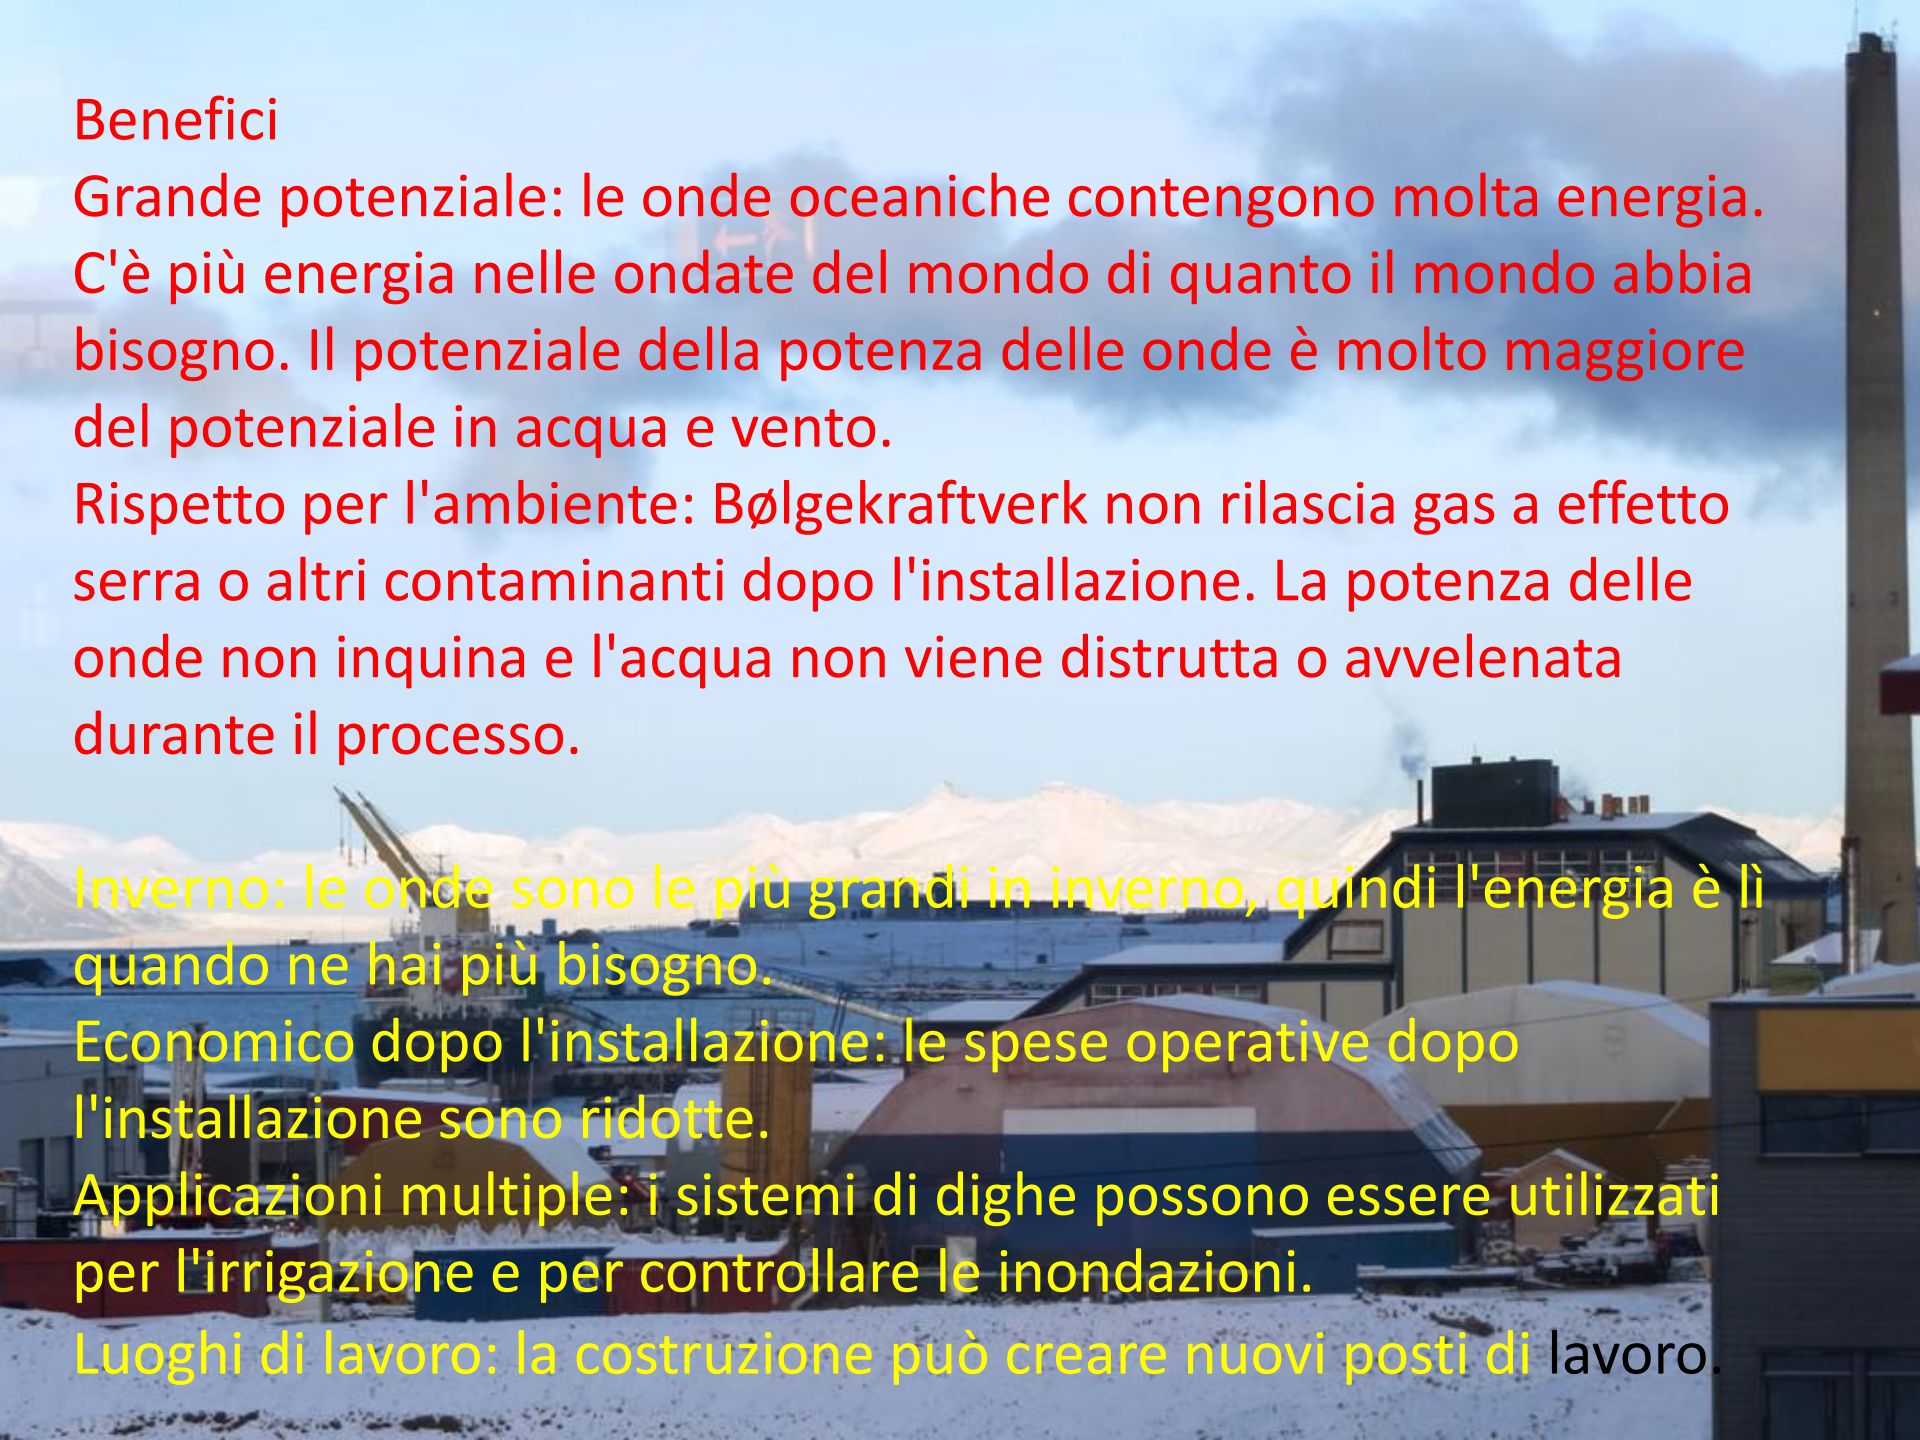 Benefici
Grande potenziale: le onde oceaniche contengono molta energia.
C'è più energia nelle ondate del mondo di quanto il mondo abbia
bisogno. Il potenziale della potenza delle onde è molto maggiore
del potenziale in acqua e vento.
Rispetto per l'ambiente: Bølgekraftverk non rilascia gas a effetto
serra o altri contaminanti dopo l'installazione. La potenza delle
onde non inquina e l'acqua non viene distrutta o avvelenata
durante il processo.
Inverno: le onde sono le più grandi in inverno, quindi l'energia è lì
quando ne hai più bisogno.
Economico dopo l'installazione: le spese operative dopo
l'installazione sono ridotte.
Applicazioni multiple: i sistemi di dighe possono essere utilizzati
per l'irrigazione e per controllare le inondazioni.
Luoghi di lavoro: la costruzione può creare nuovi posti di lavoro.